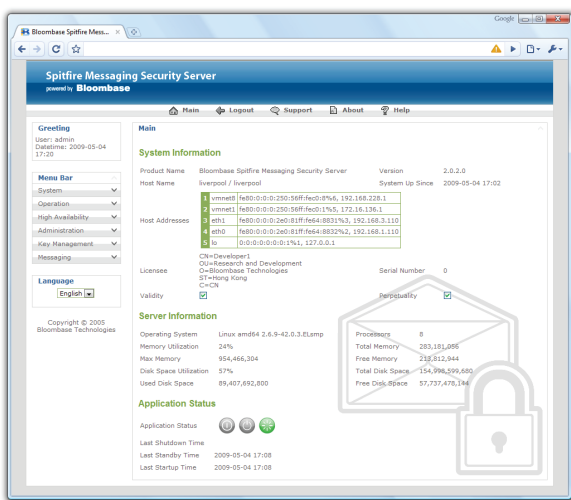 Google
Bloombase Spitfire Mess...
Spitfire Messaging Security Server
powered by Bloombase
Main Logout Support About Help
Greeting
User: admin
Datetime: 2009-05-04
17:20
Menu Bar
System
Operation
High Availability
Administration
Key Management
Messaging
Language
English
Copyright © 2005
Bloombase Technologies
Main
System Information
Product Name Bloombase Spitfire Messaging Security Server Version 2.0.2.0
Host Name liverpool / liverpool System Up Since 2009-05-04 17:02
Host Addresses
1 vmnet8 fe80:0:0:0:250:56ff:fec0:8%6, 192.168.228.1
2 vmnet1 fe80:0:0:0:250:56ff:fec0:1%5, 172.16.136.1
3 eth1 fe80:0:0:0:2e0:81ff:fe64:8831%3, 192.168.3.110
4 eth0 fe80:0:0:0:2e0:81ff:fe64:8832%2, 192.168.1.110
5 lo 0:0:0:0:0:0:0:1%1, 127.0.0.1
Licensee
CN=Developer1
OU=Research and Development
O=Bloombase Technologies
ST=Hong Kong
C=CN
Serial Number 0
Validity Perpetuality
Server Information
Operating System Linux amd64 2.6.9-42.0.3.ELsmp Processors 8
Memory Utilization 24% Total Memory 283,181,056
Max Memory 954,466,304 Free Memory 213,812,944
Disk Space Utilization 57% Total Disk Space 154,998,599,680
Used Disk Space 89,407,692,800 Free Disk Space 57,737,478,144
Application Status
Application Status
Last Shutdown Time
Last Standby Time 2009-05-04 17:08
Last Startup Time 2009-05-04 17:08